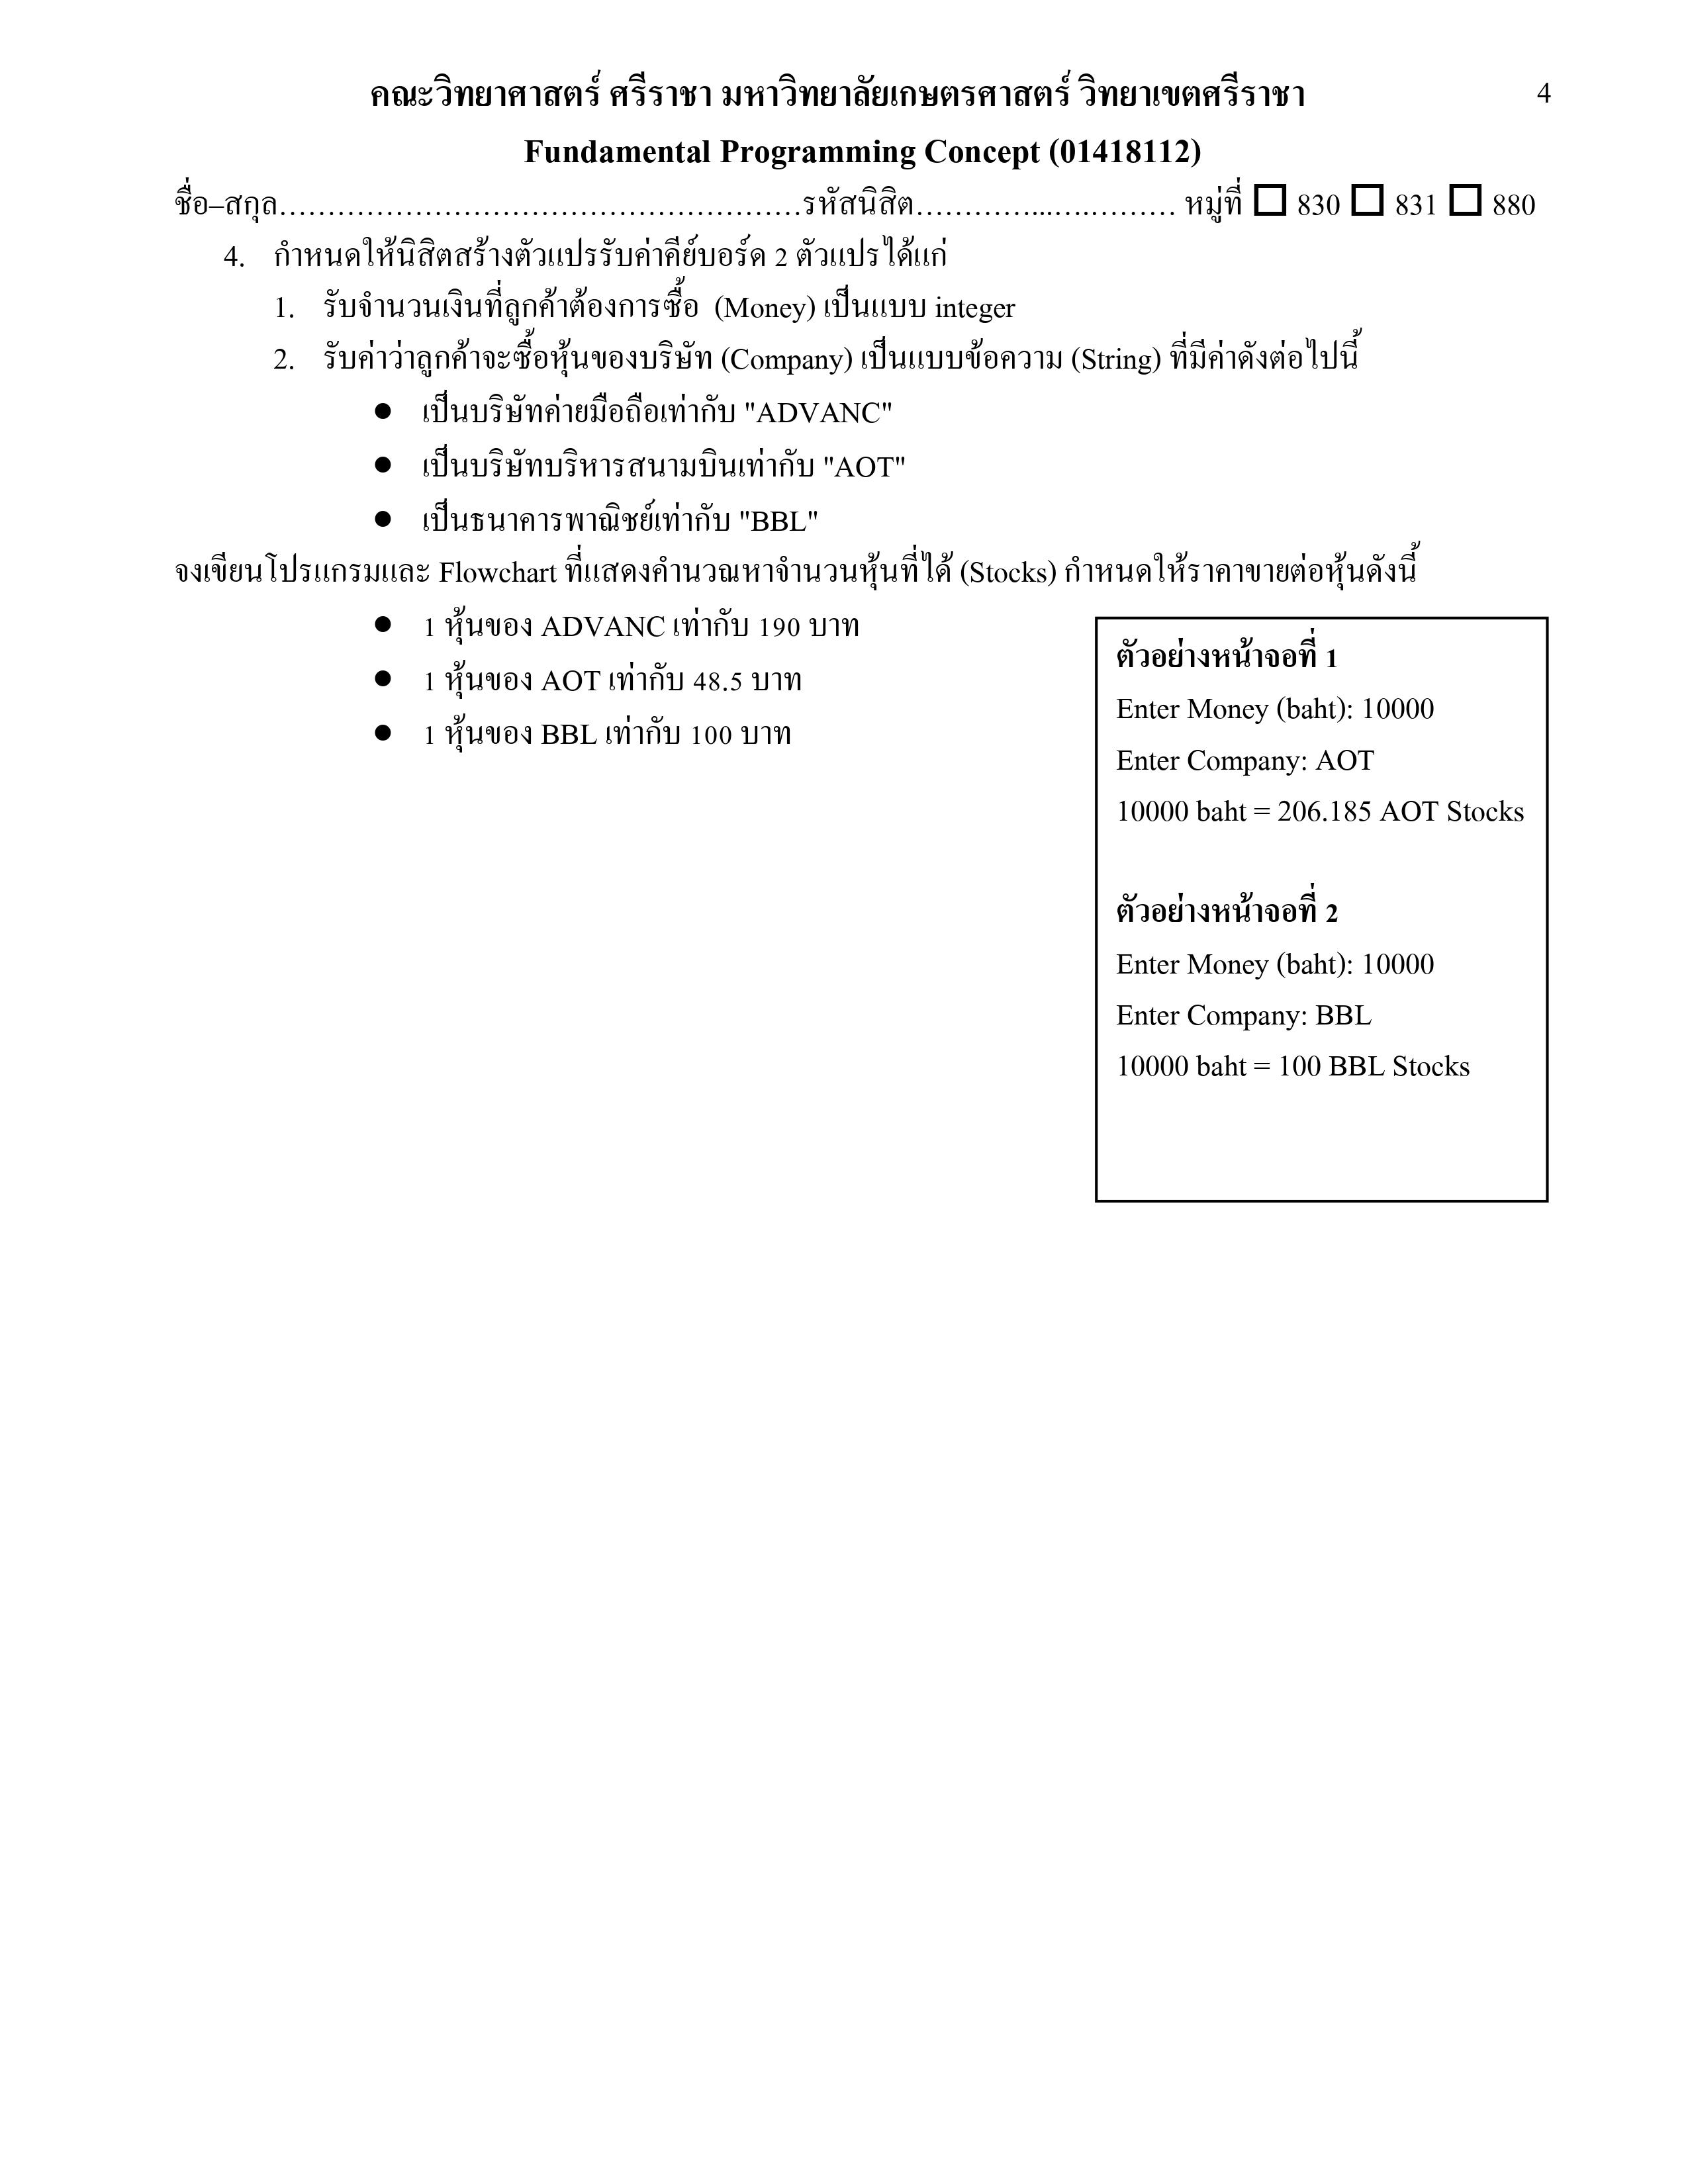 คณะวิทยาศาสตร์ ศรีราชา มหาวิทยาลัยเกษตรศาสตร์ วิทยาเขตศรีราชา 4
Fundamental Programming Concept (01418112)
ชื่อ–สกุล………………………………………………รหัสนิสิต…………...….……… หมู่ที่ ☐ 830 ☐ 831 ☐ 880
4. กำหนดให้นิสิตสร้างตัวแปรรับค่าคีย์บอร์ด 2 ตัวแปรได้แก่
1. รับจำนวนเงินที่ลูกค้าต้องการซื้อ (Money) เป็นแบบ integer
2. รับค่าว่าลูกค้าจะซื้อหุ้นของบริษัท (Company) เป็นแบบข้อความ (String) ที่มีค่าดังต่อไปนี้
● เป็นบริษัทค่ายมือถือเท่ากับ "ADVANC"
● เป็นบริษัทบริหารสนามบินเท่ากับ "AOT"
● เป็นธนาคารพาณิชย์เท่ากับ "BBL"
จงเขียนโปรแกรมและ Flowchart ที่แสดงคำนวณหาจำนวนหุ้นที่ได้ (Stocks) กำหนดให้ราคาขายต่อหุ้นดังนี้
● 1 หุ้นของ ADVANC เท่ากับ 190 บาท
● 1 หุ้นของ AOT เท่ากับ 48.5 บาท
● 1 หุ้นของ BBL เท่ากับ 100 บาท
ตัวอย่างหน้าจอที่ 1
Enter Money (baht): 10000
Enter Company: AOT
10000 baht = 206.185 AOT Stocks
ตัวอย่างหน้าจอที่ 2
Enter Money (baht): 10000
Enter Company: BBL
10000 baht = 100 BBL Stocks